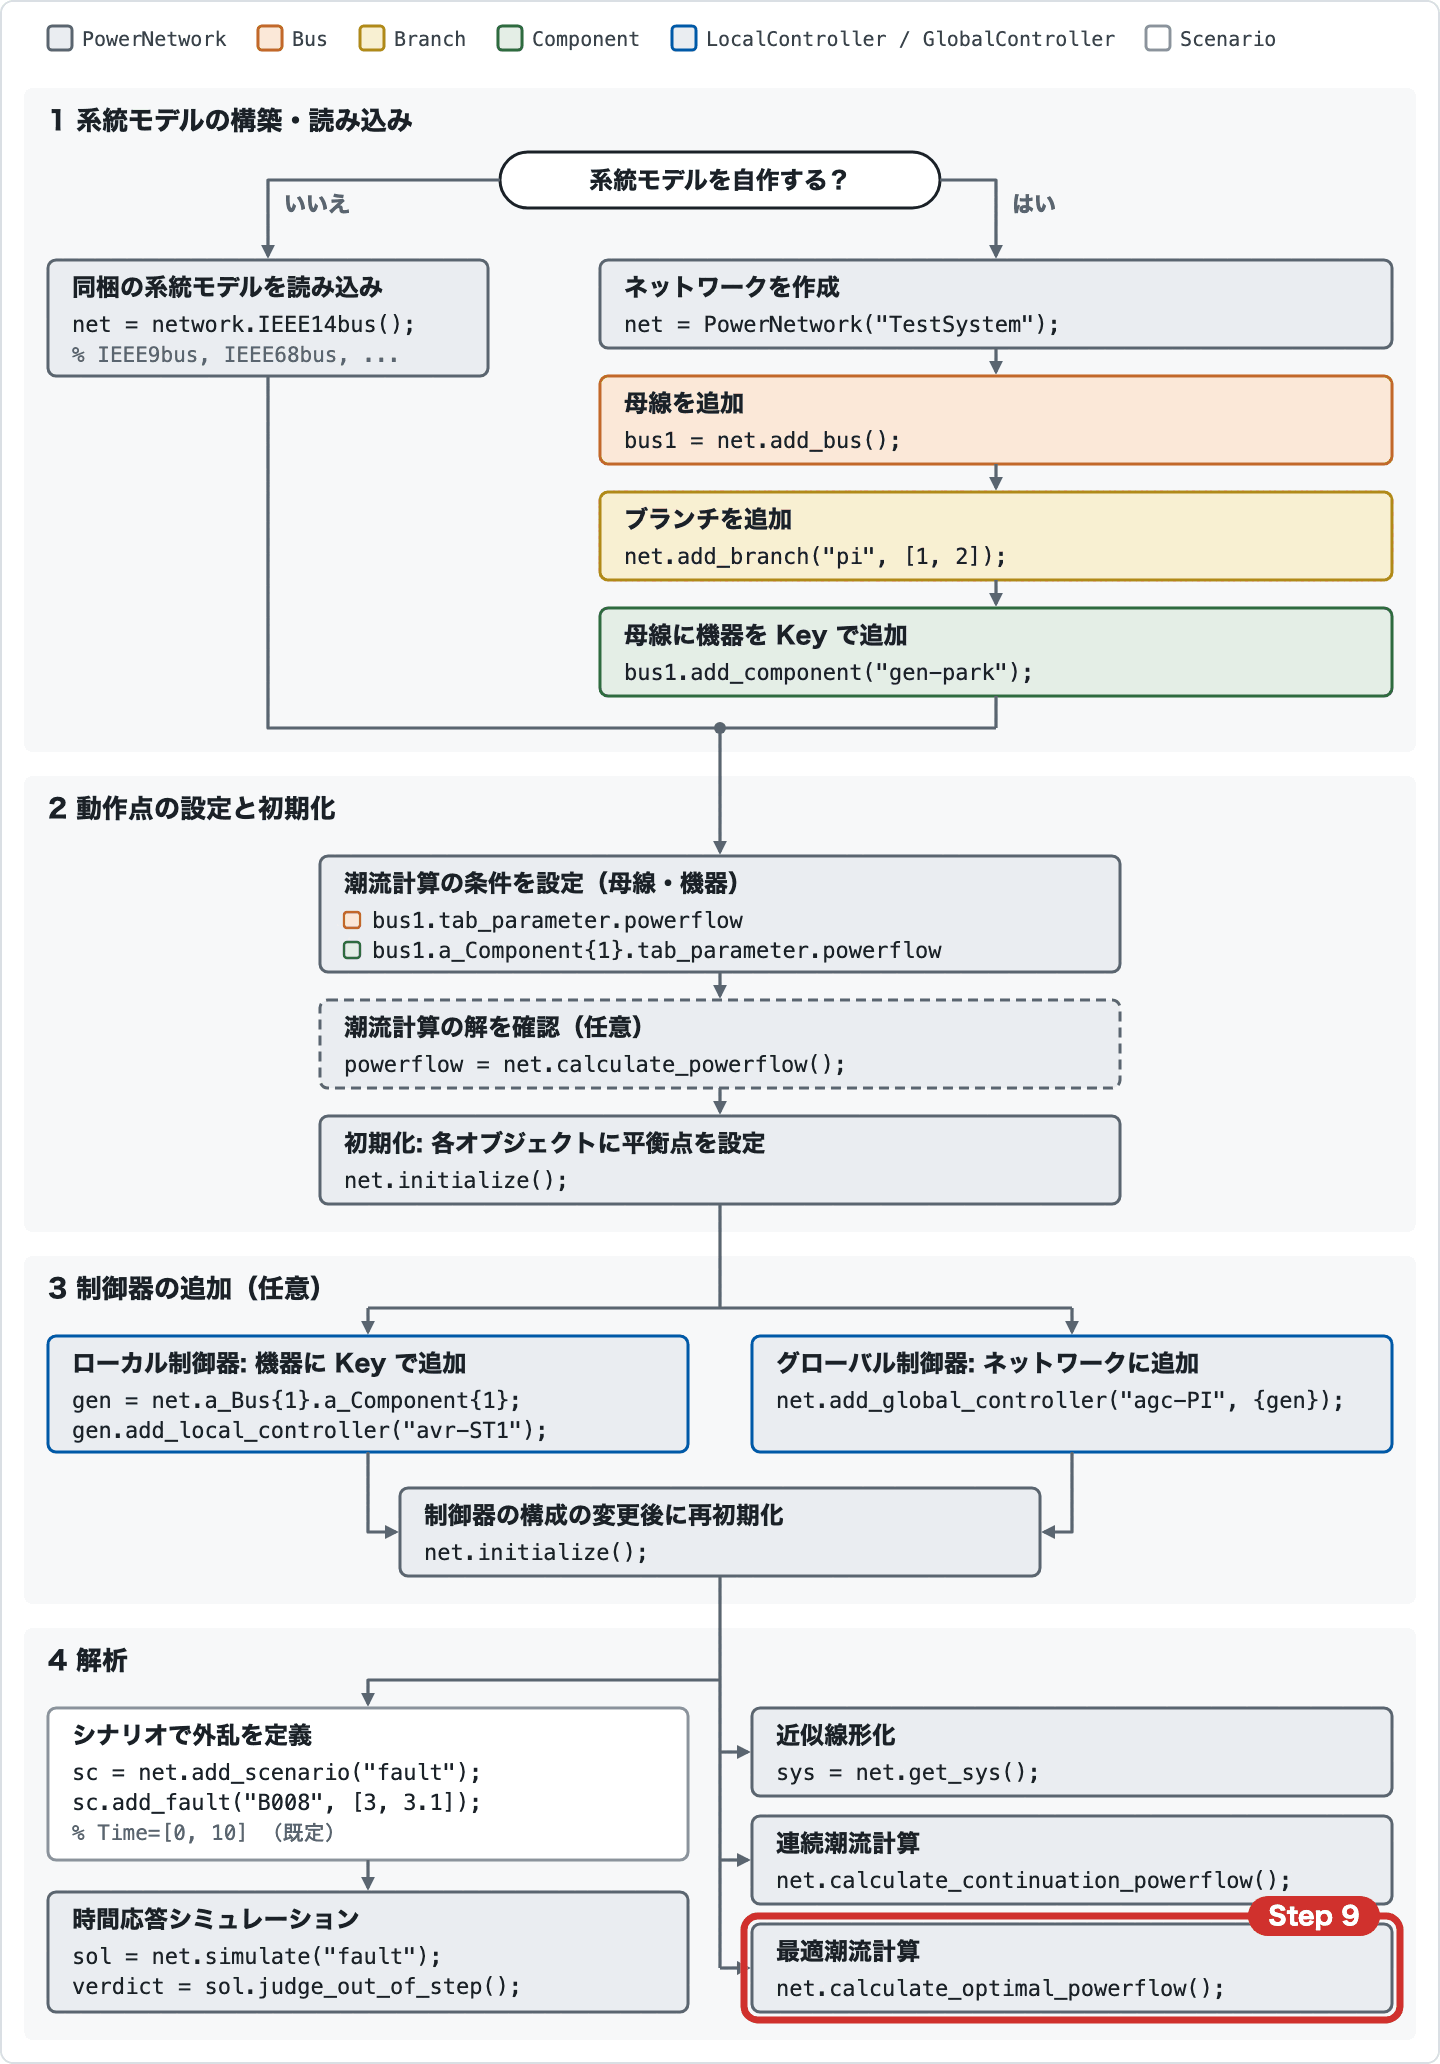 PowerNetwork
Bus
Branch
Component
LocalController / GlobalController
Scenario
1 系統モデルの構築・読み込み
系統モデルを自作する？
いいえ
はい
同梱の系統モデルを読み込み
net = network.IEEE14bus();
% IEEE9bus, IEEE68bus, ...
ネットワークを作成
net = PowerNetwork("TestSystem");
母線を追加
bus1 = net.add_bus();
ブランチを追加
net.add_branch("pi", [1, 2]);
母線に機器を Key で追加
bus1.add_component("gen-park");
2 動作点の設定と初期化
潮流計算の条件を設定（母線・機器）
bus1.tab_parameter.powerflow
bus1.a_Component{1}.tab_parameter.powerflow
潮流計算の解を確認（任意）
powerflow = net.calculate_powerflow();
初期化: 各オブジェクトに平衡点を設定
net.initialize();
3 制御器の追加（任意）
ローカル制御器: 機器に Key で追加
gen = net.a_Bus{1}.a_Component{1};
gen.add_local_controller("avr-ST1");
グローバル制御器: ネットワークに追加
net.add_global_controller("agc-PI", {gen});
制御器の構成の変更後に再初期化
net.initialize();
4 解析
シナリオで外乱を定義
sc = net.add_scenario("fault");
sc.add_fault("B008", [3, 3.1]);
% Time=[0, 10] （既定）
時間応答シミュレーション
sol = net.simulate("fault");
verdict = sol.judge_out_of_step();
近似線形化
sys = net.get_sys();
連続潮流計算
net.calculate_continuation_powerflow();
Step 9
最適潮流計算
net.calculate_optimal_powerflow();